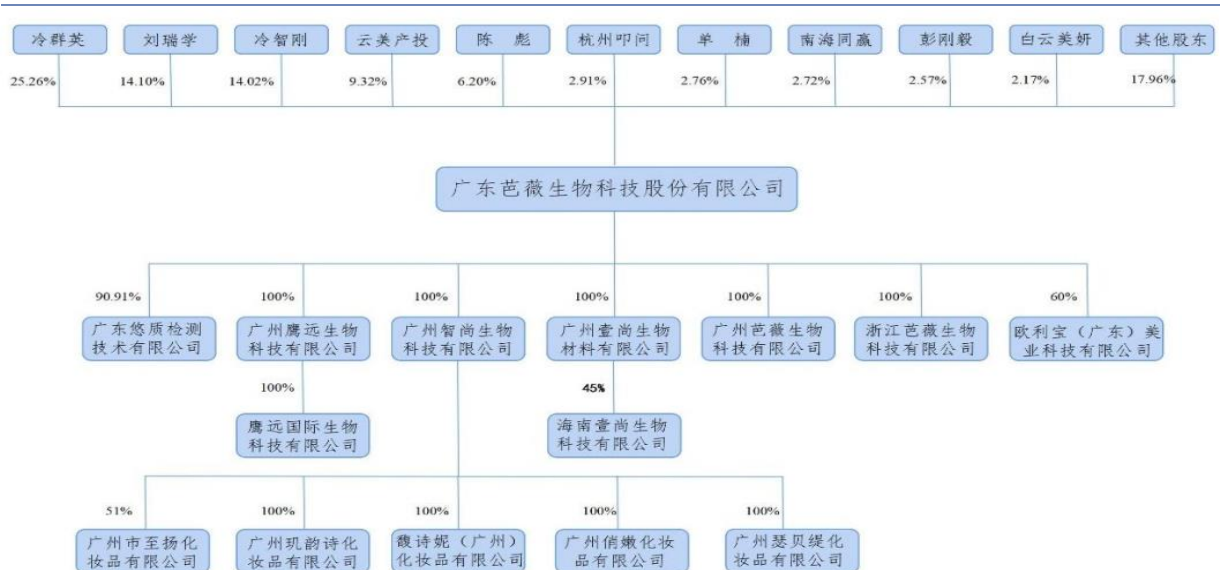 冷群英
刘瑞学
冷智刚
云美产投
陈 彪
杭州叩问
单 楠
南海同赢
彭刚毅
白云美妍
其他股东
25.26%
14.10%
14.02%
9.32%
6.20%
2.91%
2.76%
2.72%
2.57%
2.17%
17.96%
广东芭薇生物科技股份有限公司
90.91%
100%
100%
100%
100%
100%
60%
广东悠质检测
技术有限公司
广州鹰远生物
科技有限公司
广州智尚生物
科技有限公司
广州壹尚生物
材料有限公司
广州芭薇生物
科技有限公司
浙江芭薇生物
科技有限公司
欧利宝（广东）美
业科技有限公司
100%
45%
鹰远国际生物
科技有限公司
海南壹尚生物
科技有限公司
51%
100%
100%
100%
100%
广州市至扬化
妆品有限公司
广州玑韵诗化
妆品有限公司
馥诗妮（广州）
化妆品有限公司
广州俏嫩化妆
品有限公司
广州瑟贝缇化
妆品有限公司